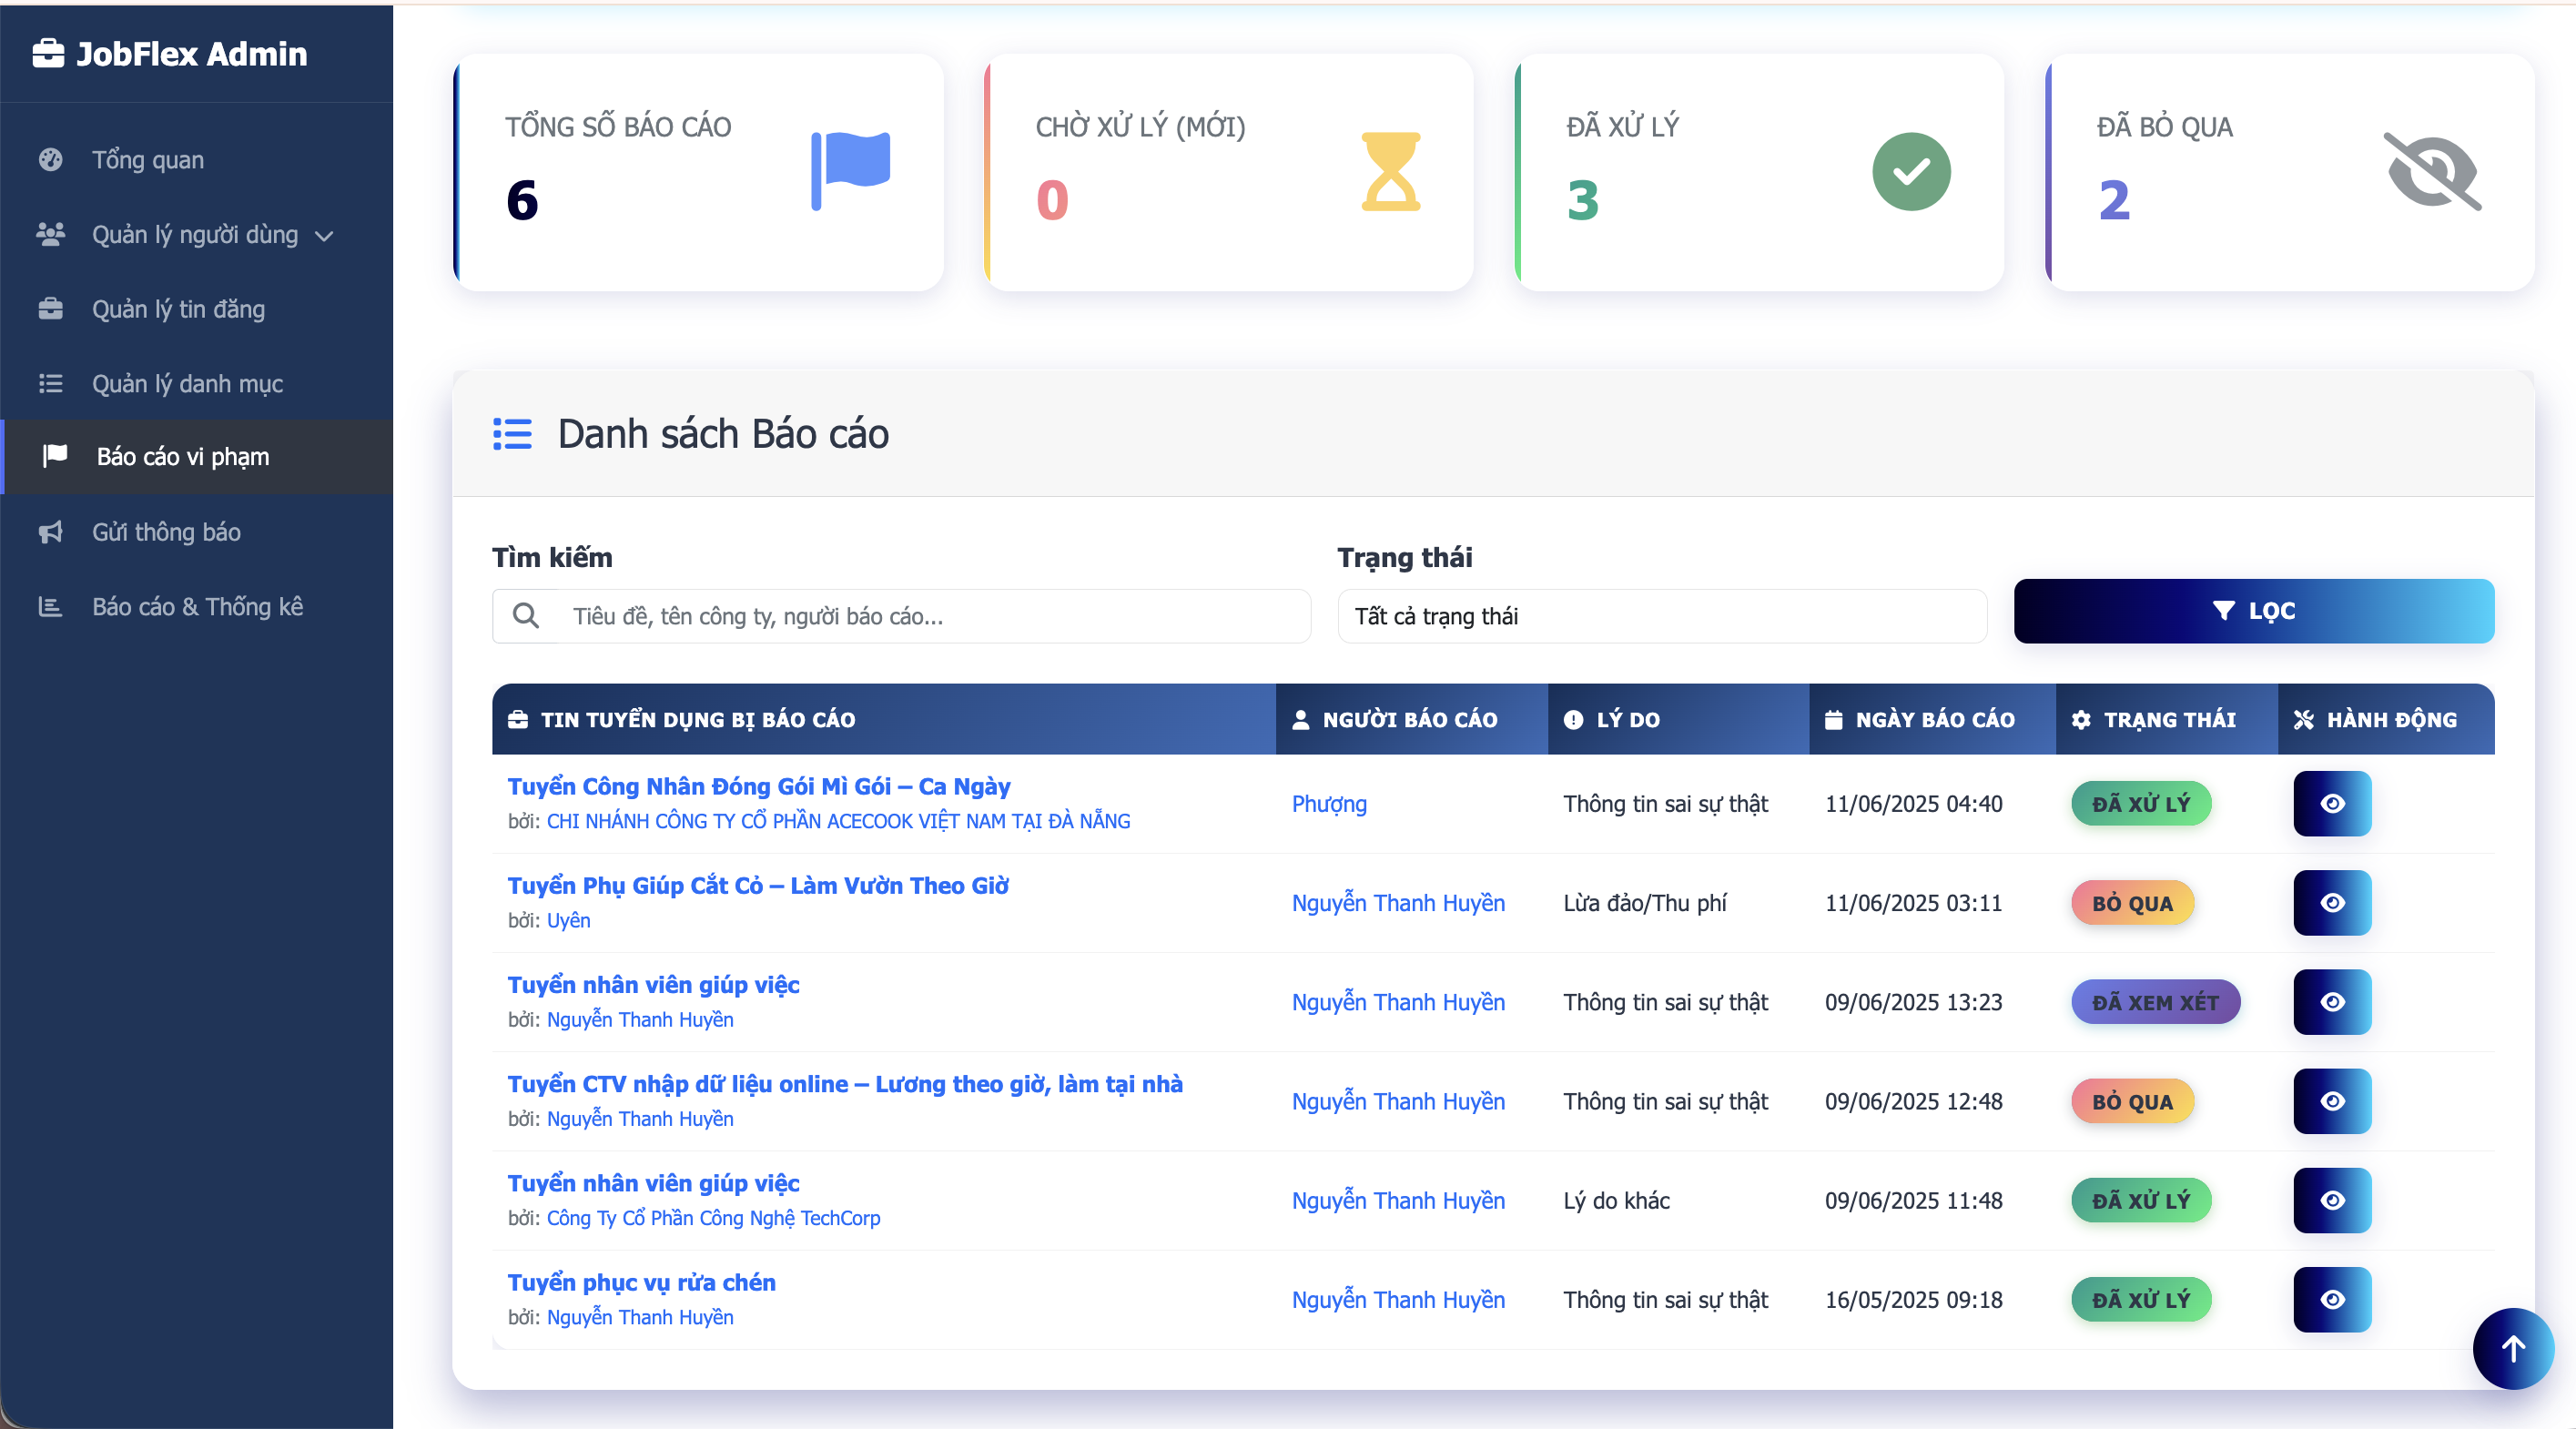 JobFlex Admin
Tổng quan
Quản lý người dùng
Quản lý tin đăng
Quản lý danh mục
Báo cáo vi phạm
Gửi thông báo
Báo cáo & Thống kê
TỔNG SỐ BÁO CÁO
6
CHỜ XỬ LÝ (MỚI)
0
ĐÃ XỬ LÝ
3
ĐÃ BỎ QUA
2
Danh sách Báo cáo
Tìm kiếm
Tiêu đề, tên công ty, người báo cáo...
Trạng thái
Tất cả trạng thái
LỌC
TIN TUYỂN DỤNG BỊ BÁO CÁO NGƯỜI BÁO CÁO LÝ DO NGÀY BÁO CÁO TRẠNG THÁI HÀNH ĐỘNG
Tuyển Công Nhân Đóng Gói Mì Gói – Ca Ngày
bởi: CHI NHÁNH CÔNG TY CỔ PHẦN ACECOOK VIỆT NAM TẠI ĐÀ NẴNG
Phượng Thông tin sai sự thật 11/06/2025 04:40 ĐÃ XỬ LÝ
Tuyển Phụ Giúp Cắt Cỏ – Làm Vườn Theo Giờ
bởi: Uyên
Nguyễn Thanh Huyền Lừa đảo/Thu phí 11/06/2025 03:11 BỎ QUA
Tuyển nhân viên giúp việc
bởi: Nguyễn Thanh Huyền
Nguyễn Thanh Huyền Thông tin sai sự thật 09/06/2025 13:23 ĐÃ XEM XÉT
Tuyển CTV nhập dữ liệu online – Lương theo giờ, làm tại nhà
bởi: Nguyễn Thanh Huyền
Nguyễn Thanh Huyền Thông tin sai sự thật 09/06/2025 12:48 BỎ QUA
Tuyển nhân viên giúp việc
bởi: Công Ty Cổ Phần Công Nghệ TechCorp
Nguyễn Thanh Huyền Lý do khác 09/06/2025 11:48 ĐÃ XỬ LÝ
Tuyển phục vụ rửa chén
bởi: Nguyễn Thanh Huyền
Nguyễn Thanh Huyền Thông tin sai sự thật 16/05/2025 09:18 ĐÃ XỬ LÝ